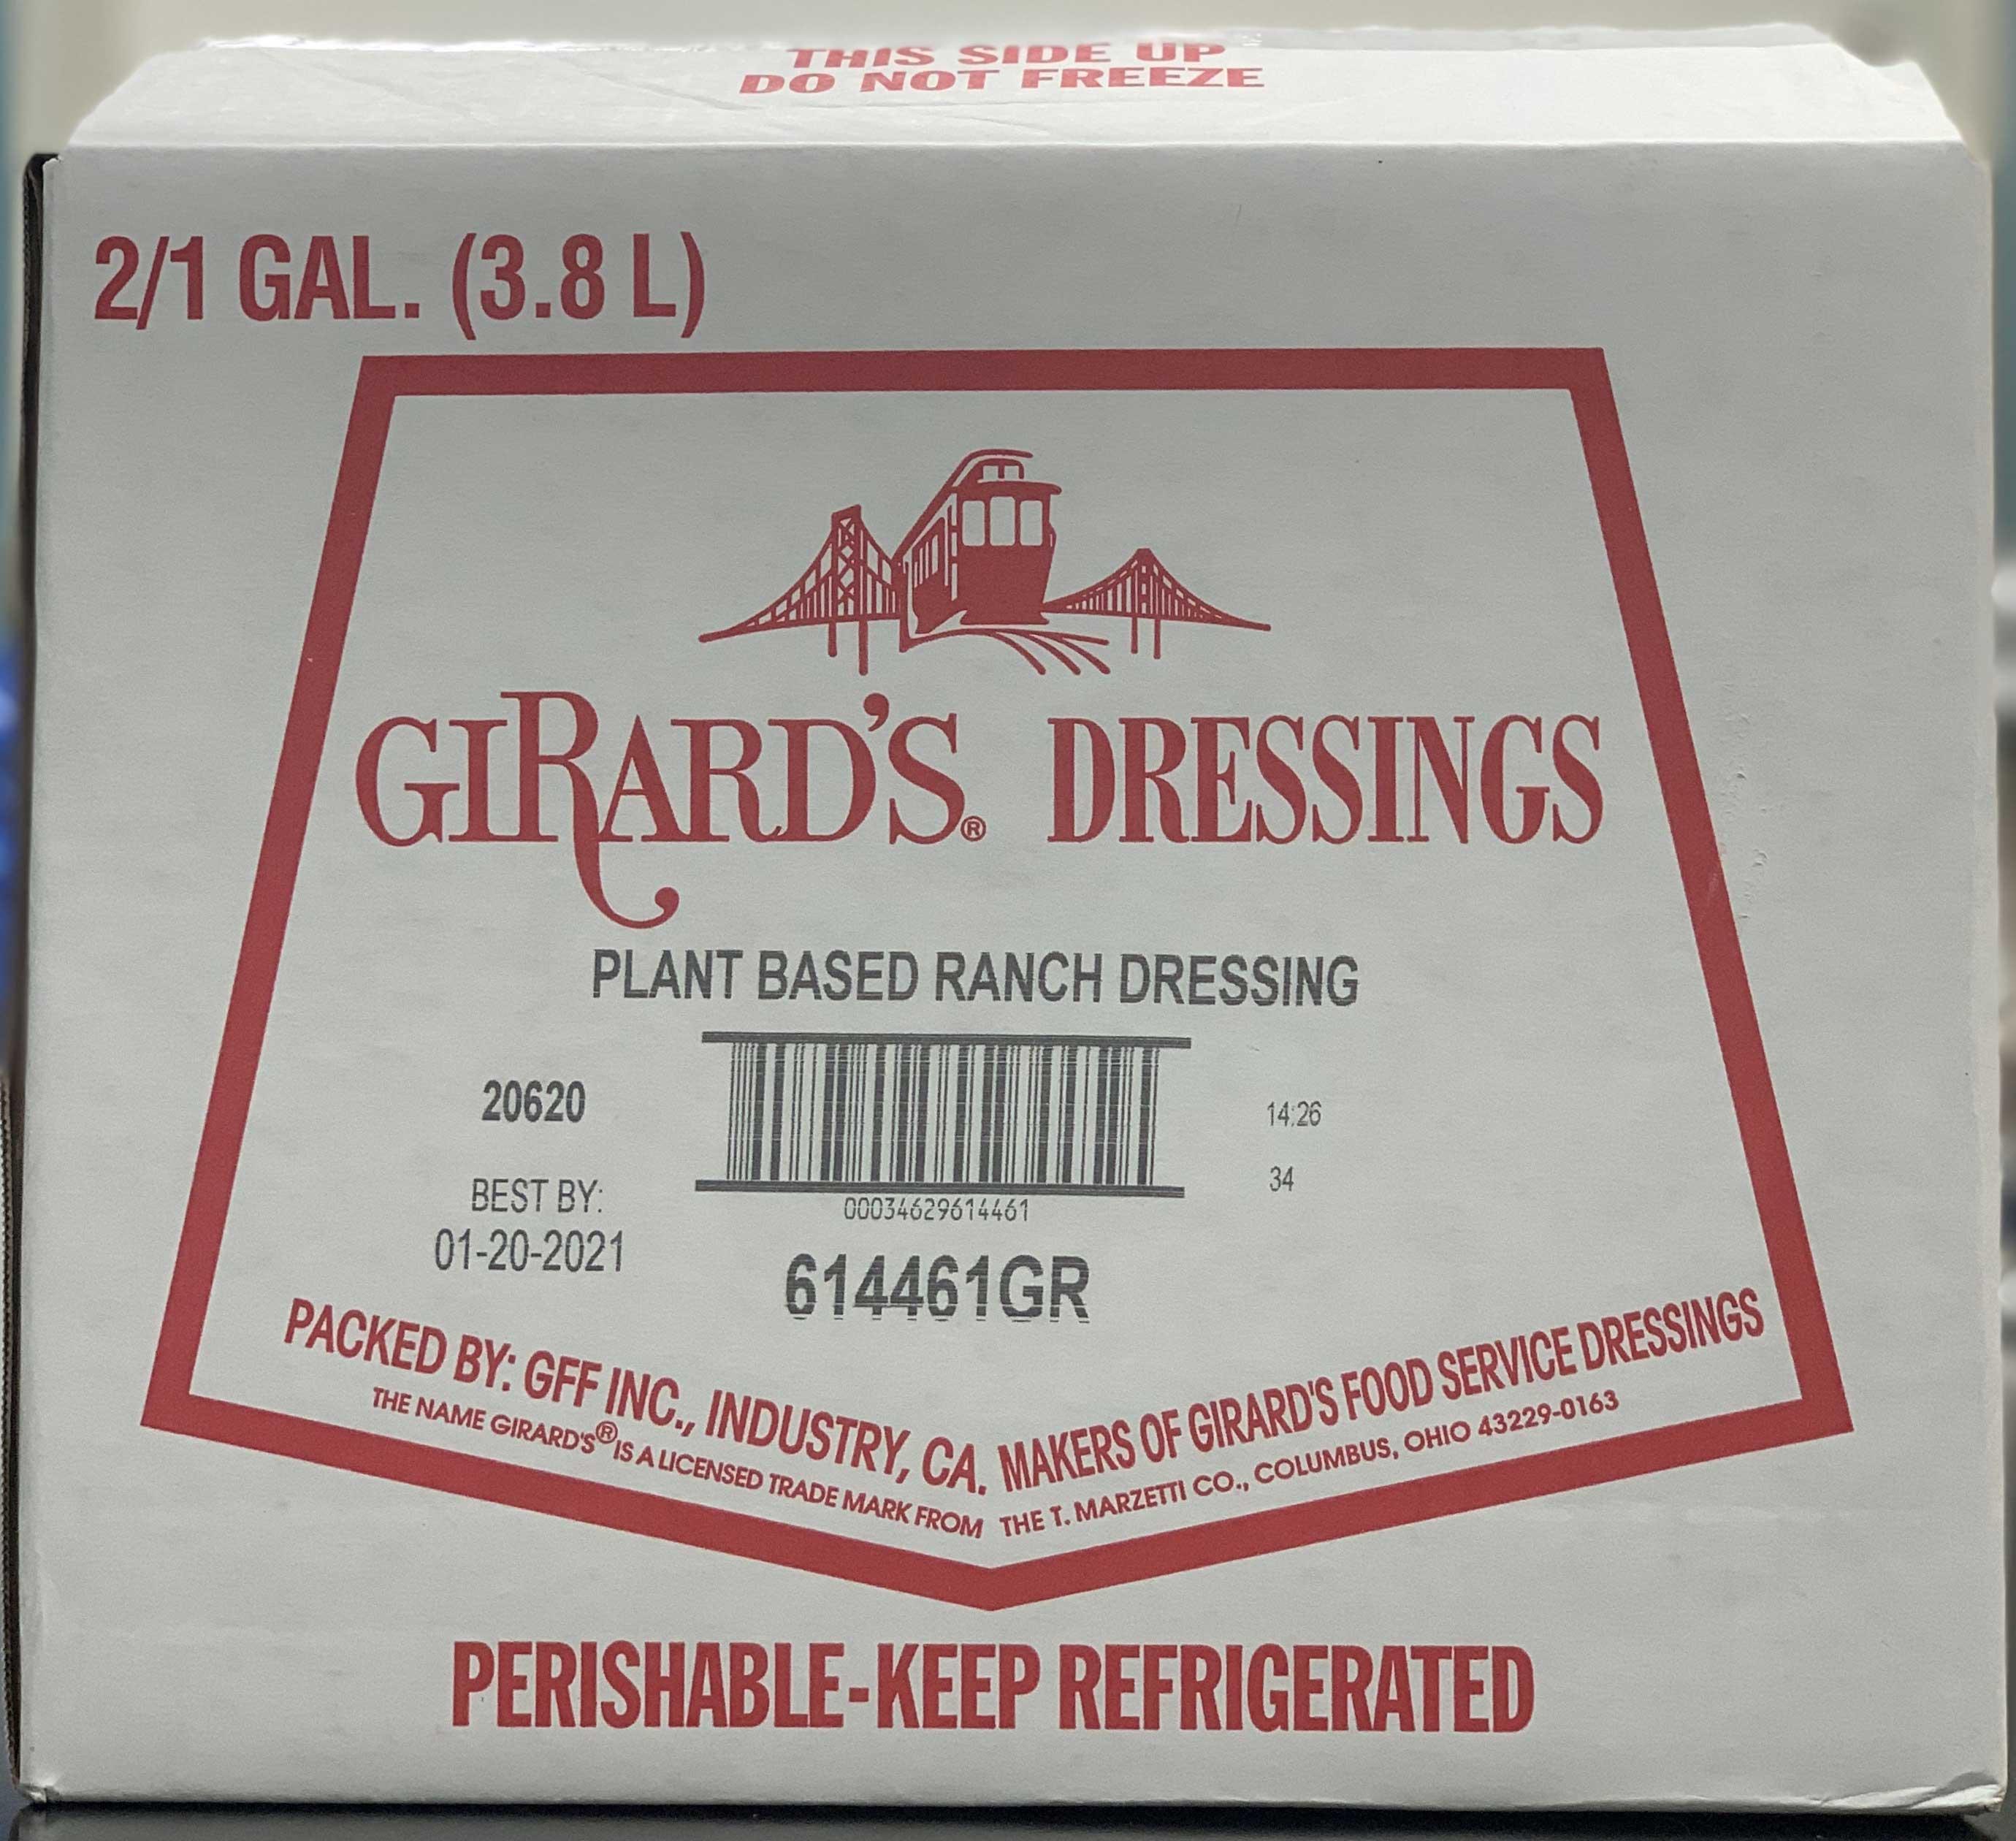 THIS SIDE UP
DO NOT FREEZE
2/1 GAL. (3.8 L)
GIRARD'S® DRESSINGS
PLANT BASED RANCH DRESSING
20620
14:26
34
BEST BY:
01-20-2021
00034629614461
614461GR
PACKED BY: GFF INC., INDUSTRY, CA. MAKERS OF GIRARD'S FOOD SERVICE DRESSINGS
THE NAME GIRARD'S® IS A LICENSED TRADE MARK FROM THE T. MARZETTI CO., COLUMBUS, OHIO 43229-0163
PERISHABLE-KEEP REFRIGERATED